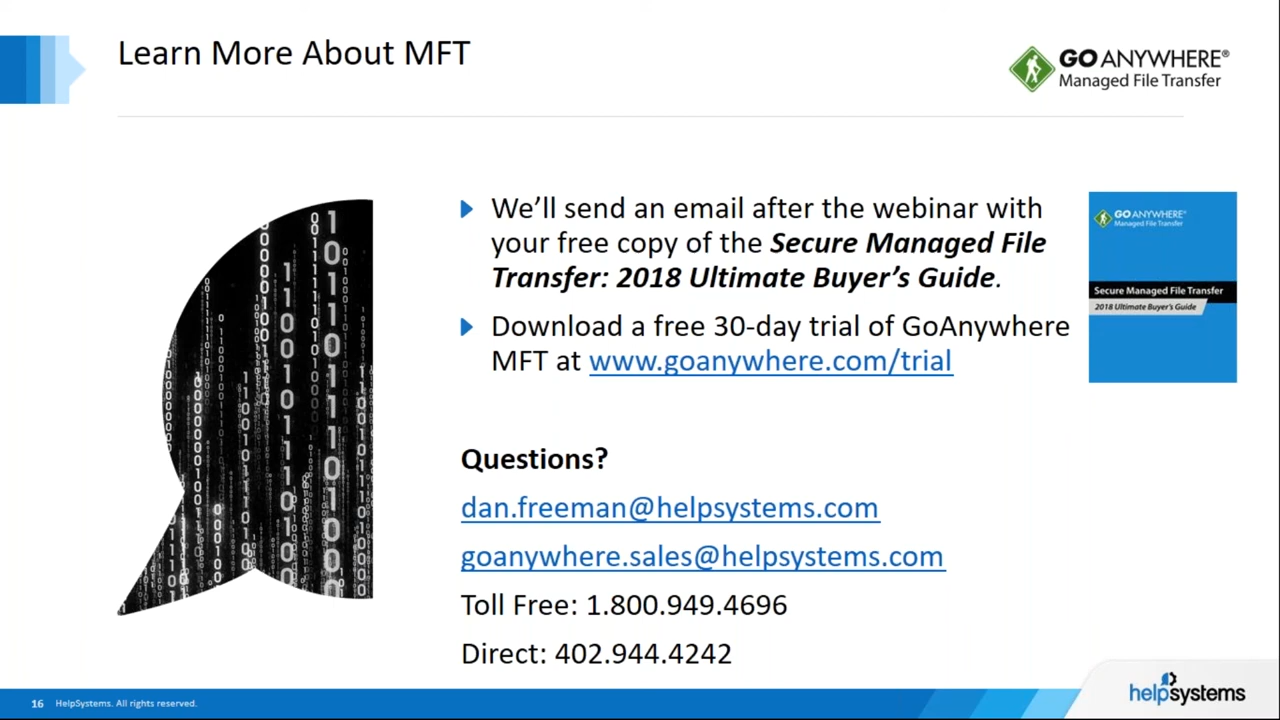 Learn More About MFT
GO ANYWHERE®
Managed File Transfer
We’ll send an email after the webinar with
your free copy of the Secure Managed File
Transfer: 2018 Ultimate Buyer’s Guide.
Download a free 30-day trial of GoAnywhere
MFT at www.goanywhere.com/trial
GO ANYWHERE®
Managed File Transfer
Secure Managed File Transfer
2018 Ultimate Buyer's Guide
Questions?
dan.freeman@helpsystems.com
goanywhere.sales@helpsystems.com
Toll Free: 1.800.949.4696
Direct: 402.944.4242
16 HelpSystems. All rights reserved.
helpsystems